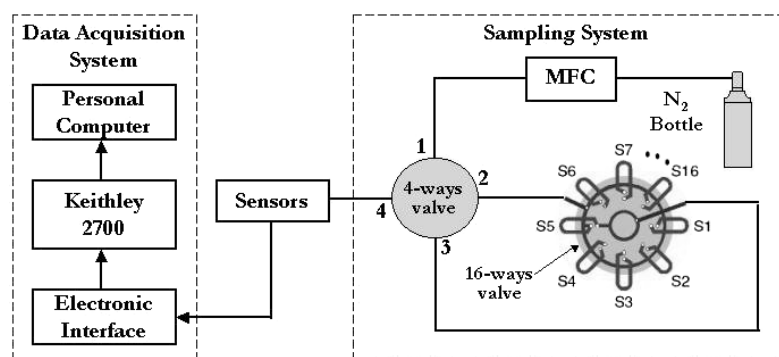 Data Acquisition
System
Personal
Computer
Keithley
2700
Electronic
Interface
Sensors
Sampling System
MFC
N₂
Bottle
1
4-ways
valve
2
3
4
S7
S6
S16
S5
S1
S4
S2
S3
16-ways
valve